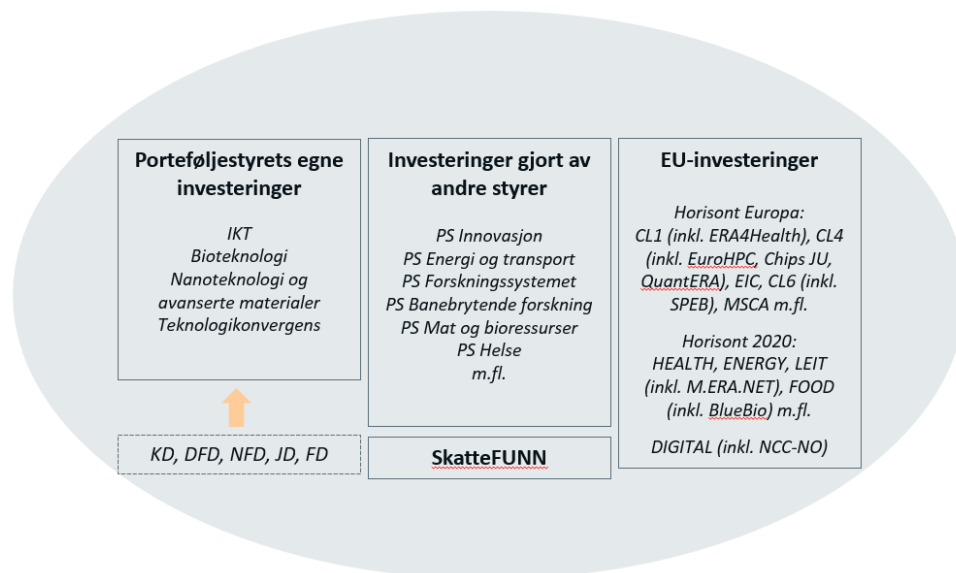 Porteføljestyrets egne
investeringer
IKT
Bioteknologi
Nanoteknologi og
avanserte materialer
Teknologikonvergens
KD, DFD, NFD, JD, FD
Investeringer gjort av
andre styrer
PS Innovasjon
PS Energi og transport
PS Forskningssystemet
PS Banebrytende forskning
PS Mat og bioressurser
PS Helse
m.fl.
SkatteFUNN
EU-investeringer
Horisont Europa:
CL1 (inkl. ERA4Health), CL4
(inkl. EuroHPC, Chips JU,
QuantERA), EIC, CL6 (inkl.
SPEB), MSCA m.fl.
Horisont 2020:
HEALTH, ENERGY, LEIT
(inkl. M.ERA.NET), FOOD
(inkl. BlueBio) m.fl.
DIGITAL (inkl. NCC-NO)